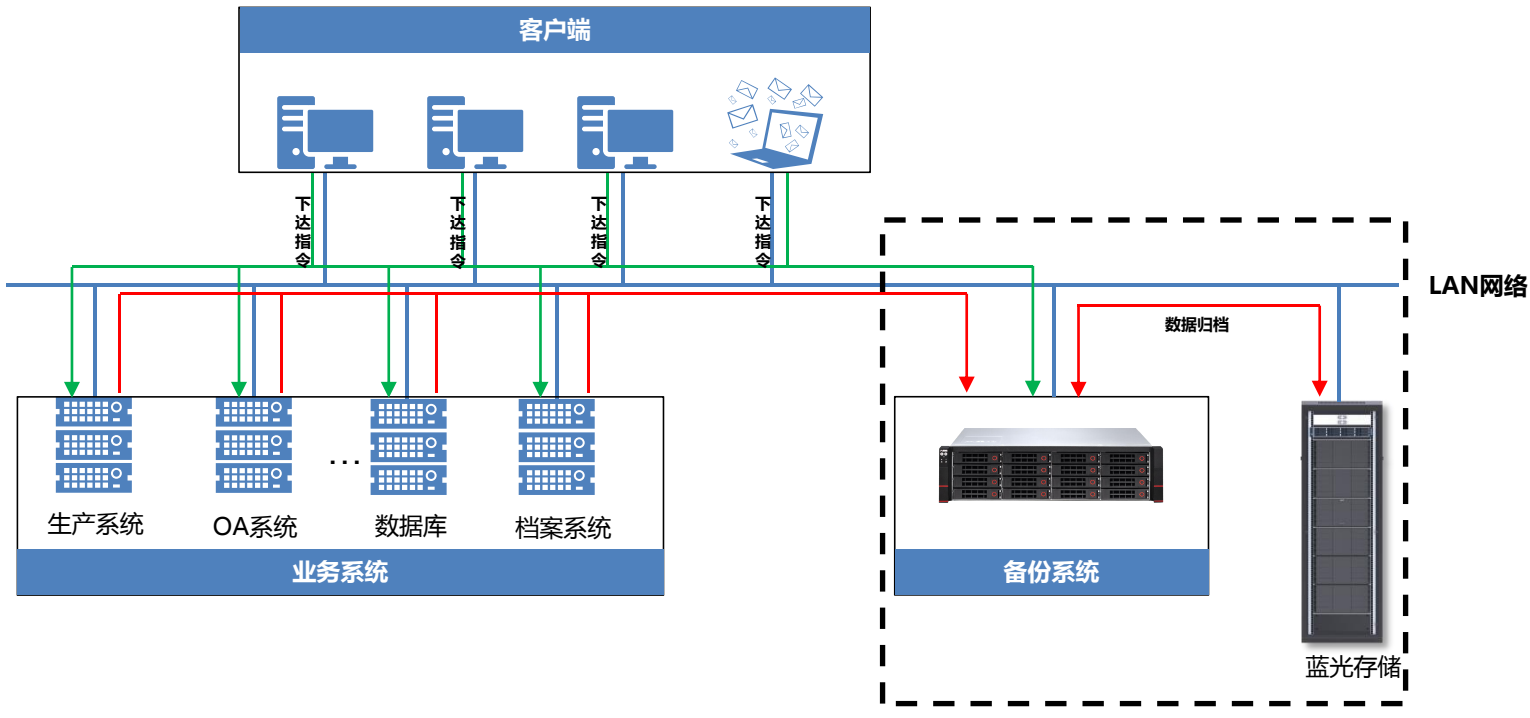 客户端
下达指令
下达指令
下达指令
下达指令
LAN网络
数据归档
...
生产系统
OA系统
数据库
档案系统
业务系统
备份系统
蓝光存储